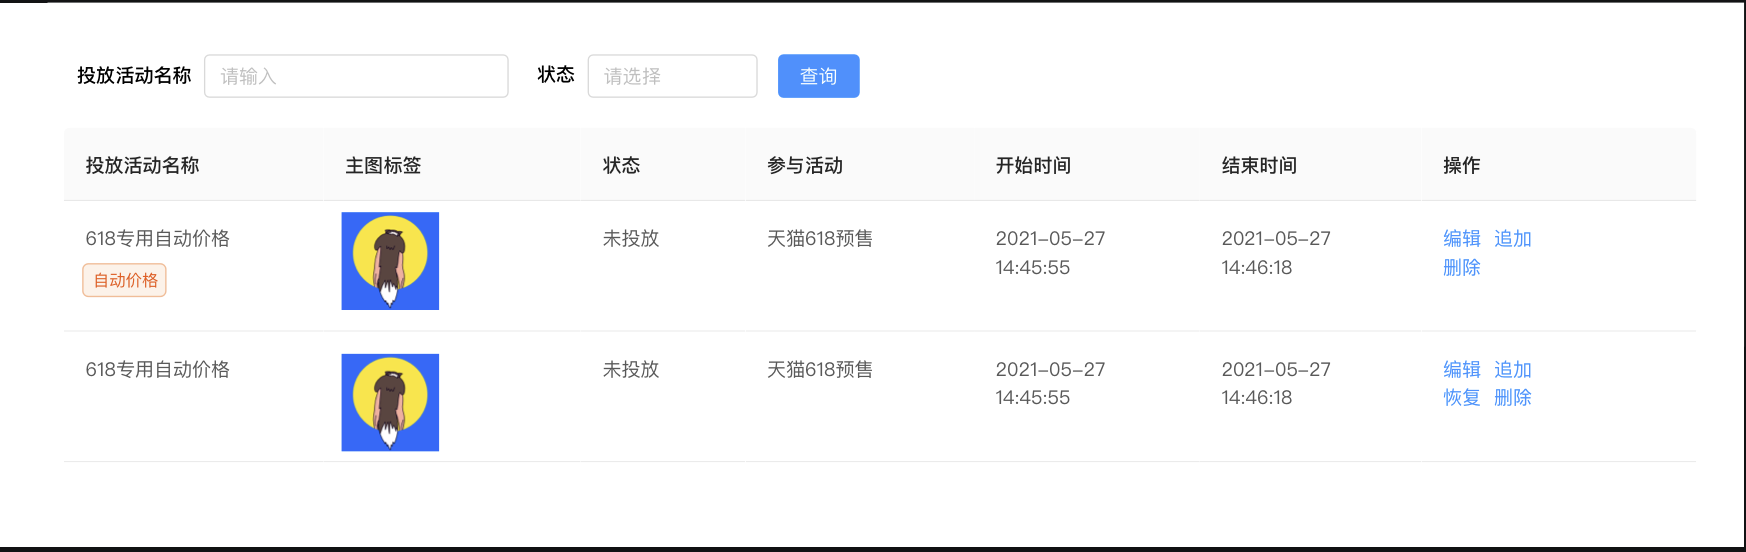 投放活动名称 请输入 状态 请选择 查询
投放活动名称 主图标签 状态 参与活动 开始时间 结束时间 操作
618专用自动价格 未投放 天猫618预售 2021-05-27 2021-05-27 编辑 追加
自动价格 14:45:55 14:46:18 删除
618专用自动价格 未投放 天猫618预售 2021-05-27 2021-05-27 编辑 追加
14:45:55 14:46:18 恢复 删除